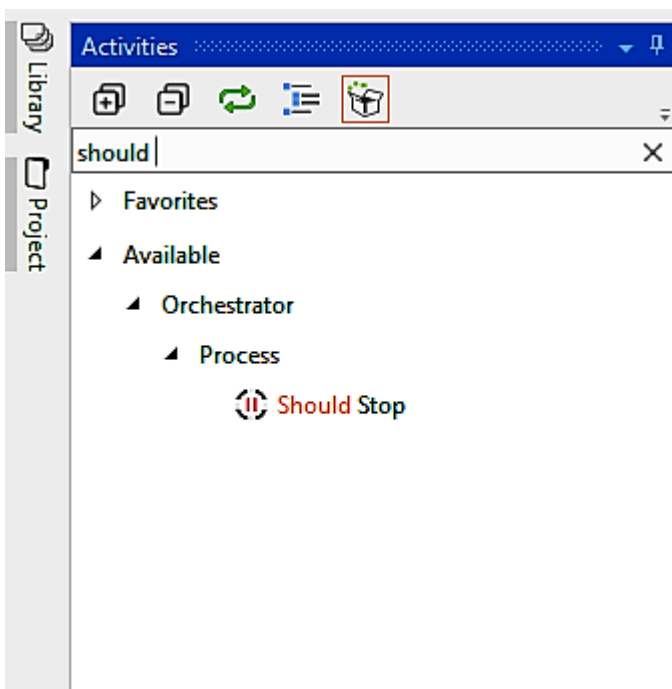 Library
Project
Activities
should
Favorites
Available
Orchestrator
Process
Should Stop